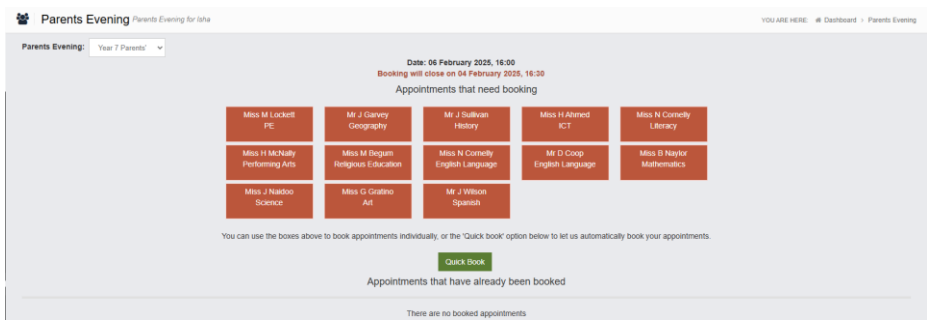 Parents Evening Parents Evening for Isha
YOU ARE HERE: Dashboard > Parents Evening
Parents Evening: Year 7 Parents'
Date: 06 February 2025, 16:00
Booking will close on 04 February 2025, 16:30
Appointments that need booking
Miss M Lockett
PE
Mr J Garvey
Geography
Mr J Sullivan
History
Miss H Ahmed
ICT
Miss N Cornelly
Literacy
Miss H McNally
Performing Arts
Miss M Begum
Religious Education
Miss N Cornelly
English Language
Mr D Coop
English Language
Miss B Naylor
Mathematics
Miss J Naidoo
Science
Miss G Gratino
Art
Mr J Wilson
Spanish
You can use the boxes above to book appointments individually, or the 'Quick book' option below to let us automatically book your appointments.
Quick Book
Appointments that have already been booked
There are no booked appointments